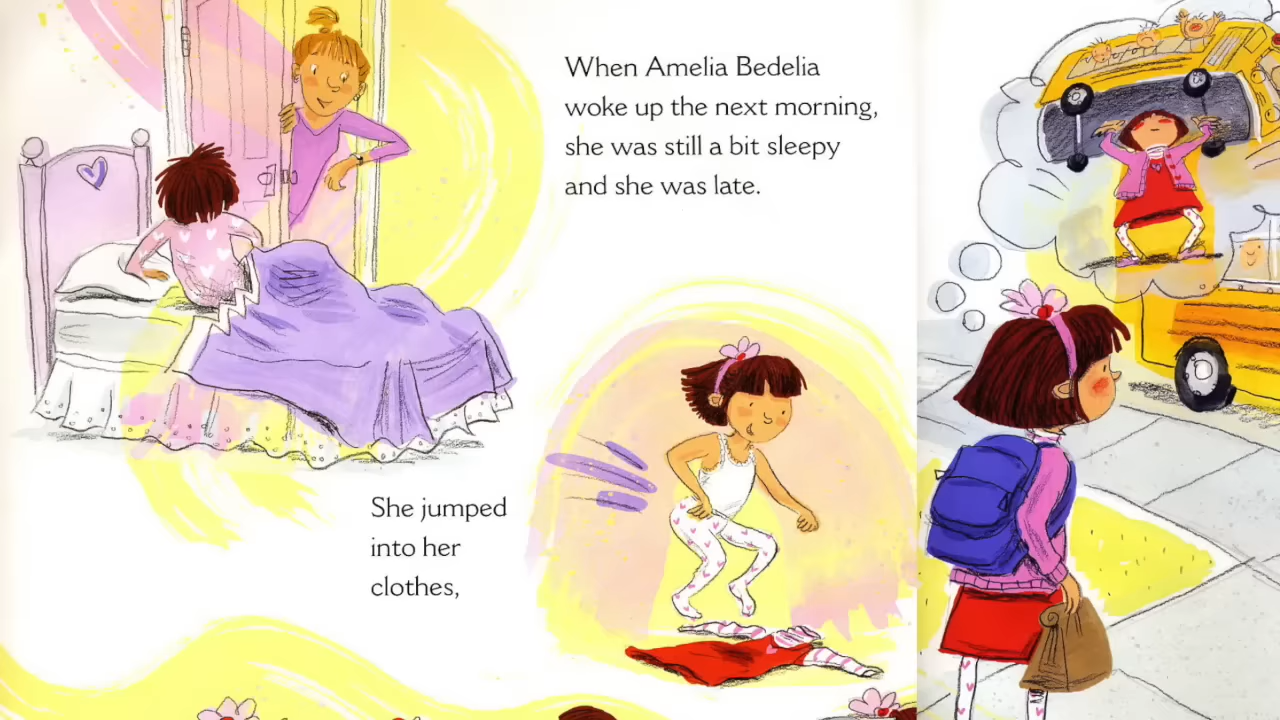 When Amelia Bedelia
woke up the next morning,
she was still a bit sleepy
and she was late.
She jumped
into her
clothes,